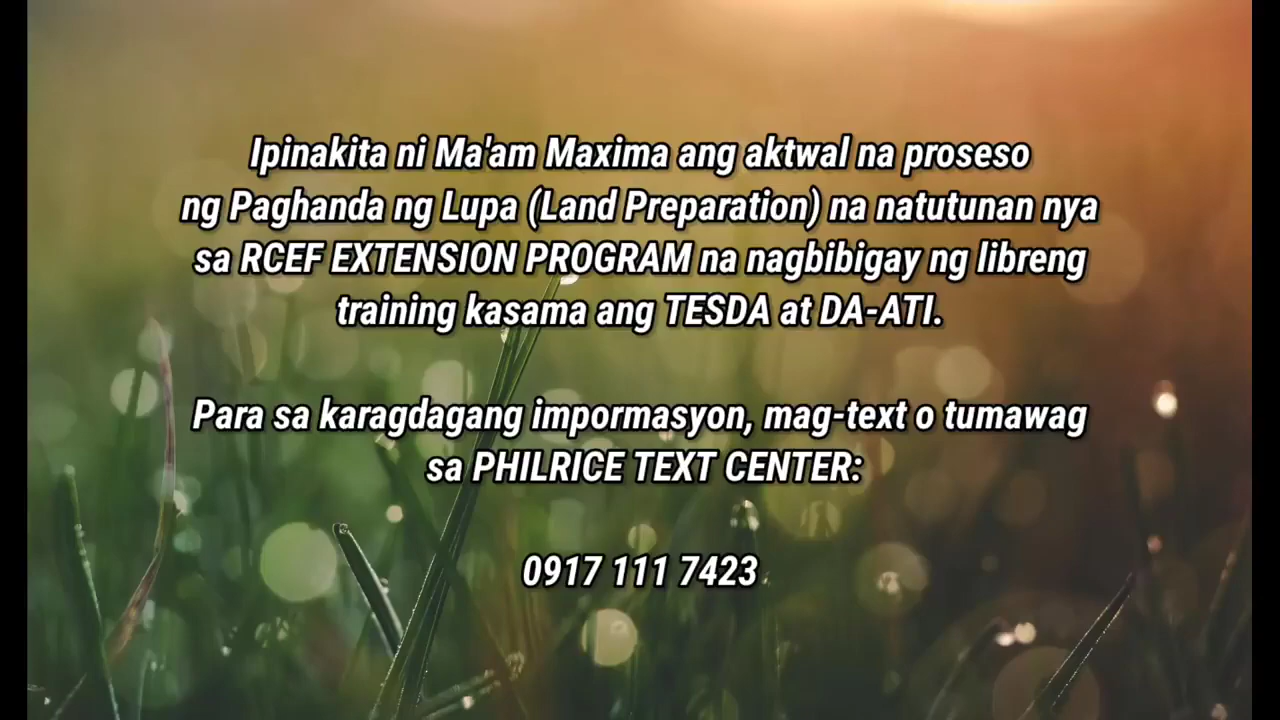 Ipinakita ni Ma'am Maxima ang aktwal na proseso
ng Paghanda ng Lupa (Land Preparation) na natutunan nya
sa RCEF EXTENSION PROGRAM na nagbibigay ng libreng
training kasama ang TESDA at DA-ATI.
Para sa karagdagang impormasyon, mag-text o tumawag
sa PHILRICE TEXT CENTER:
0917 111 7423